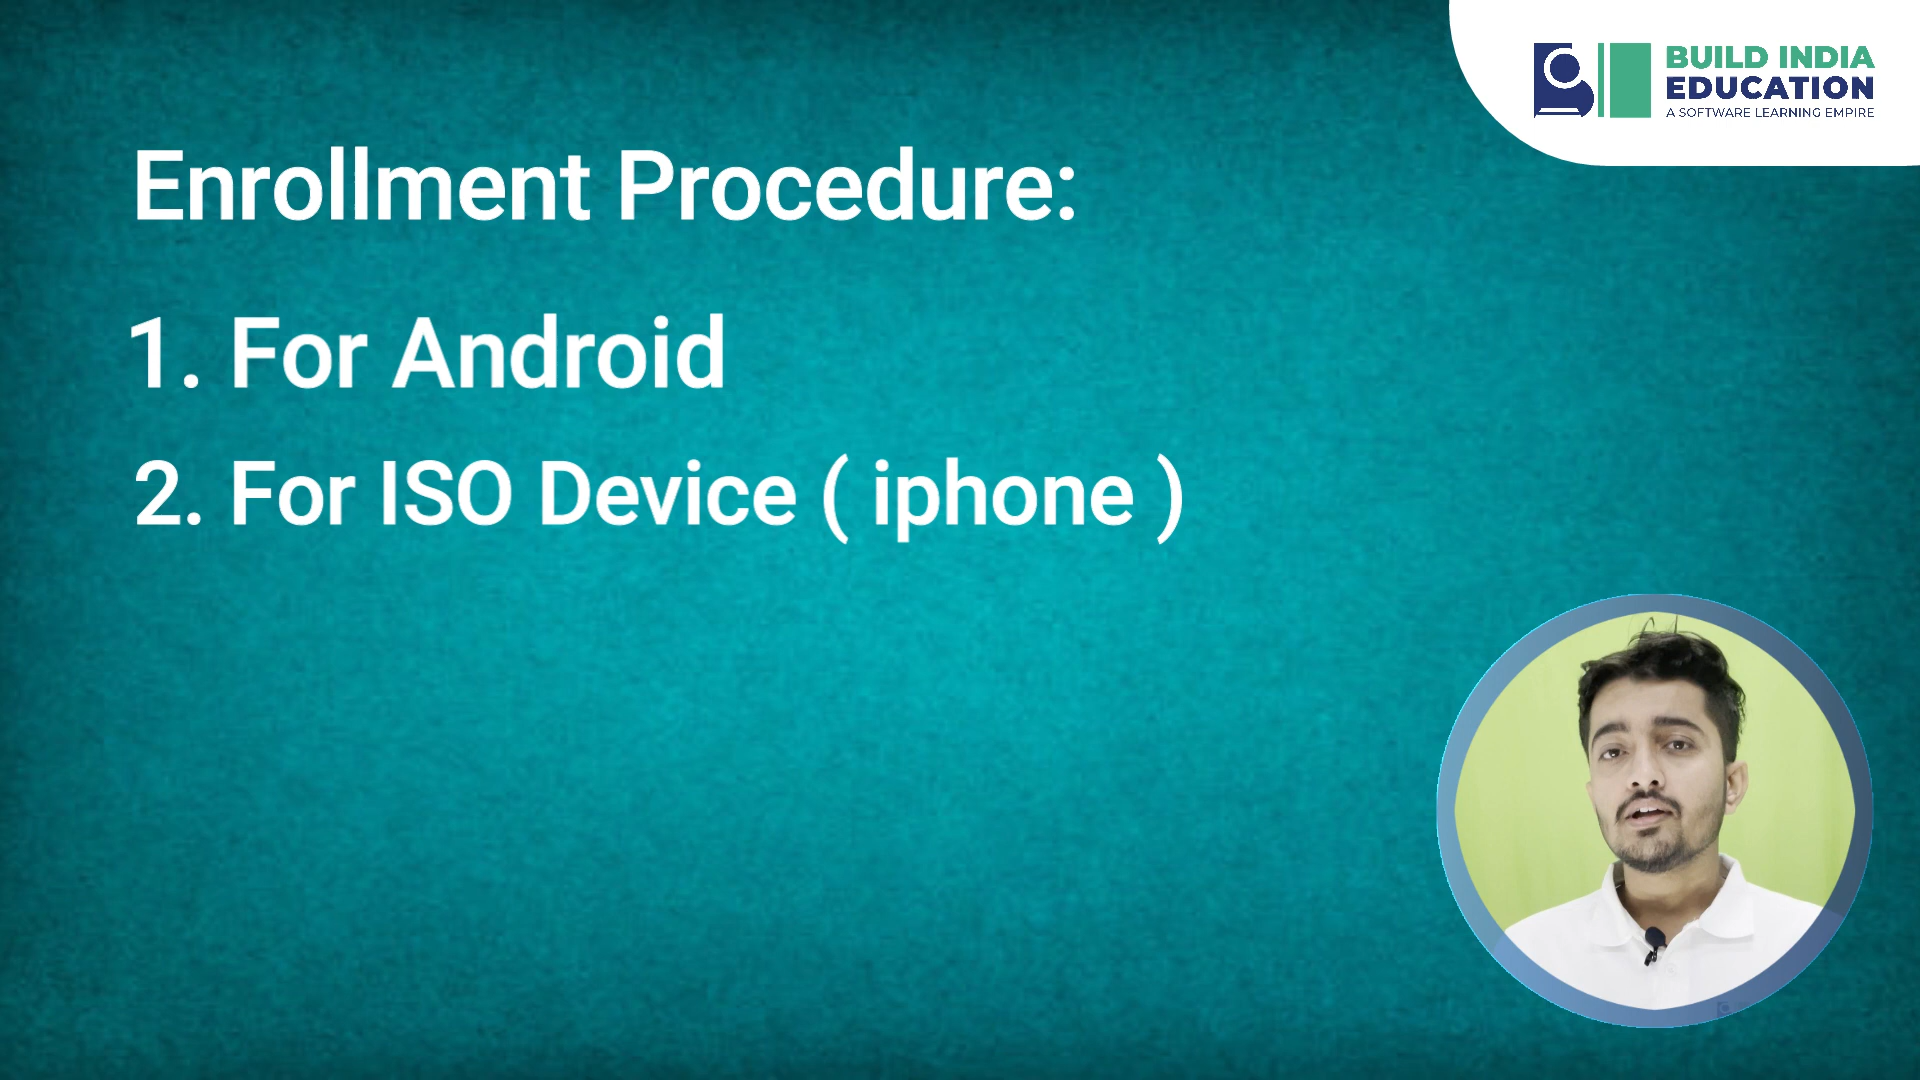 BUILD INDIA
EDUCATION
A SOFTWARE LEARNING EMPIRE
Enrollment Procedure:
1. For Android
2. For ISO Device ( iphone )